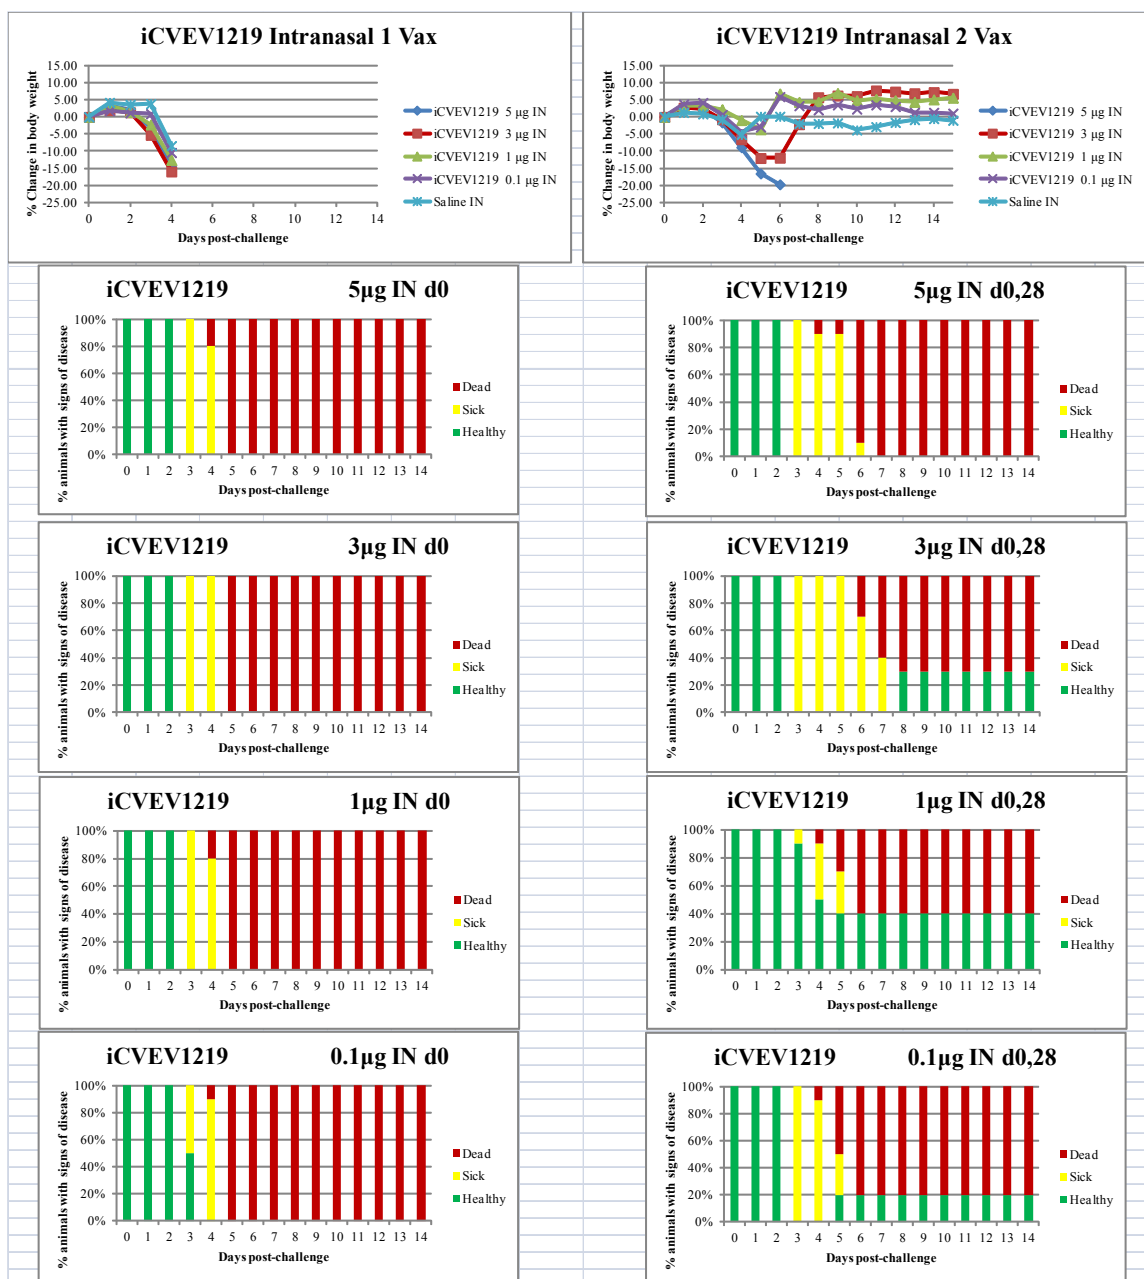 iCVEV1219 Intranasal 1 Vax
% Change in body weight
15.00
10.00
5.00
0.00
-5.00
-10.00
-15.00
-20.00
-25.00
0 2 4 6 8 10 12 14
Days post-challenge
iCVEV1219 5 µg IN
iCVEV1219 3 µg IN
iCVEV1219 1 µg IN
iCVEV1219 0.1 µg IN
Saline IN
iCVEV1219 Intranasal 2 Vax
% Change in body weight
15.00
10.00
5.00
0.00
-5.00
-10.00
-15.00
-20.00
-25.00
0 2 4 6 8 10 12 14
Days post-challenge
iCVEV1219 5 µg IN
iCVEV1219 3 µg IN
iCVEV1219 1 µg IN
iCVEV1219 0.1 µg IN
Saline IN
iCVEV1219 5µg IN d0
% animals with signs of disease
100%
80%
60%
40%
20%
0%
0 1 2 3 4 5 6 7 8 9 10 11 12 13 14
Days post-challenge
Dead
Sick
Healthy
iCVEV1219 5µg IN d0,28
% animals with signs of disease
100%
80%
60%
40%
20%
0%
0 1 2 3 4 5 6 7 8 9 10 11 12 13 14
Days post-challenge
Dead
Sick
Healthy
iCVEV1219 3µg IN d0
% animals with signs of disease
100%
80%
60%
40%
20%
0%
0 1 2 3 4 5 6 7 8 9 10 11 12 13 14
Days post-challenge
Dead
Sick
Healthy
iCVEV1219 3µg IN d0,28
% animals with signs of disease
100%
80%
60%
40%
20%
0%
0 1 2 3 4 5 6 7 8 9 10 11 12 13 14
Days post-challenge
Dead
Sick
Healthy
iCVEV1219 1µg IN d0
% animals with signs of disease
100%
80%
60%
40%
20%
0%
0 1 2 3 4 5 6 7 8 9 10 11 12 13 14
Days post-challenge
Dead
Sick
Healthy
iCVEV1219 1µg IN d0,28
% animals with signs of disease
100%
80%
60%
40%
20%
0%
0 1 2 3 4 5 6 7 8 9 10 11 12 13 14
Days post-challenge
Dead
Sick
Healthy
iCVEV1219 0.1µg IN d0
% animals with signs of disease
100%
80%
60%
40%
20%
0%
0 1 2 3 4 5 6 7 8 9 10 11 12 13 14
Days post-challenge
Dead
Sick
Healthy
iCVEV1219 0.1µg IN d0,28
% animals with signs of disease
100%
80%
60%
40%
20%
0%
0 1 2 3 4 5 6 7 8 9 10 11 12 13 14
Days post-challenge
Dead
Sick
Healthy